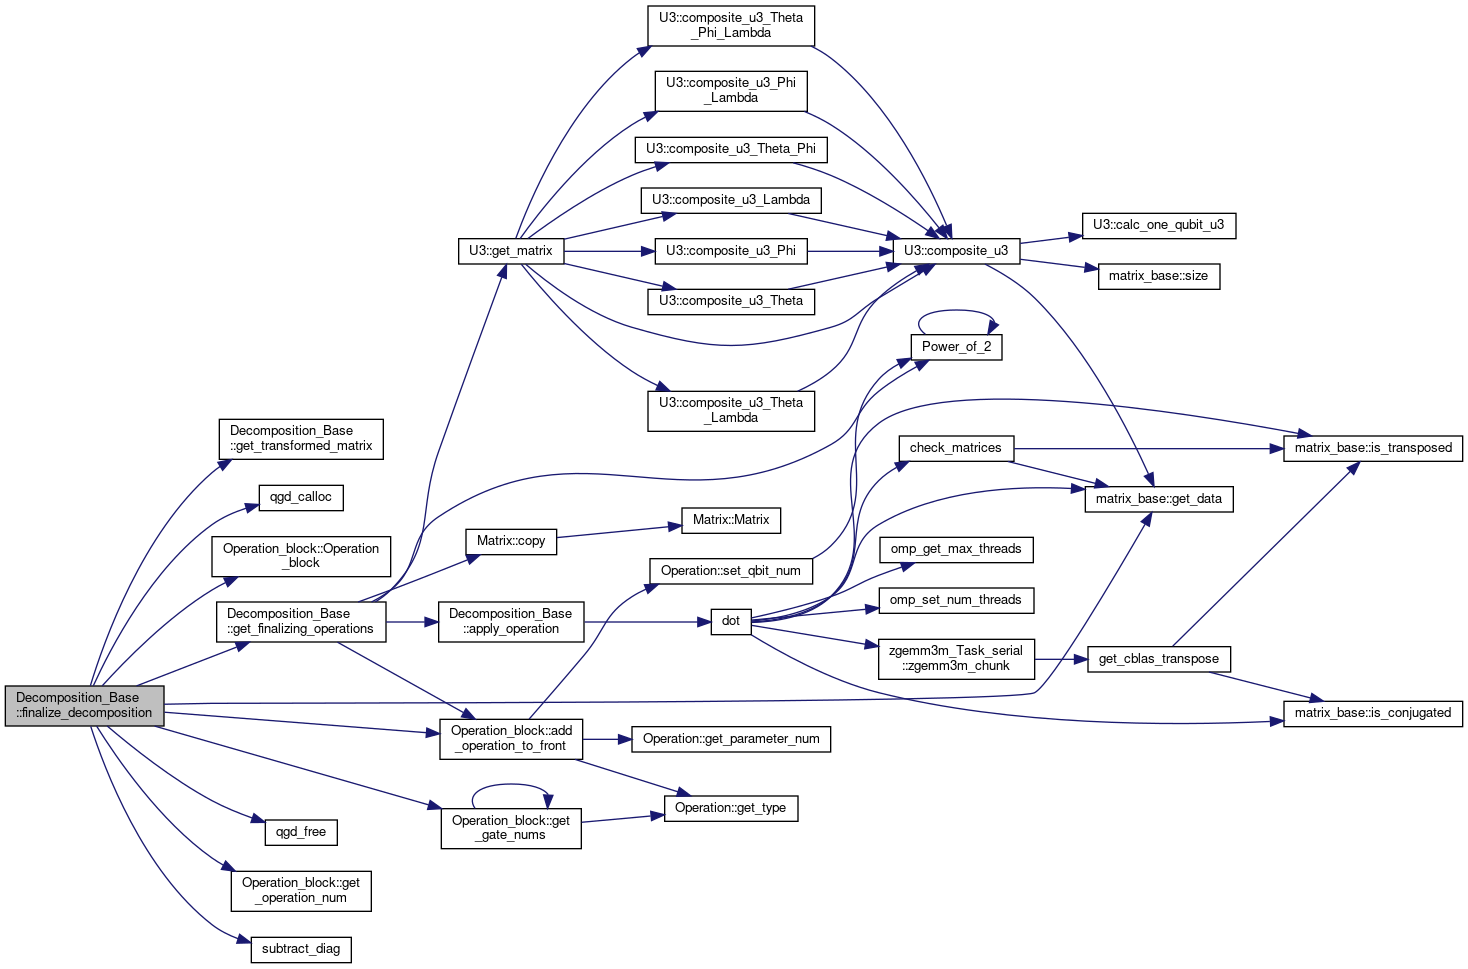 U3::composite_u3_Theta
_Phi_Lambda
U3::composite_u3_Phi
_Lambda
U3::composite_u3_Theta_Phi
U3::composite_u3_Lambda
U3::get_matrix
U3::composite_u3_Phi
U3::composite_u3
U3::calc_one_qubit_u3
matrix_base::size
U3::composite_u3_Theta
Power_of_2
U3::composite_u3_Theta
_Lambda
Decomposition_Base
::get_transformed_matrix
check_matrices
matrix_base::is_transposed
qgd_calloc
matrix_base::get_data
Matrix::Matrix
Operation_block::Operation
_block
Matrix::copy
omp_get_max_threads
Operation::set_qbit_num
omp_set_num_threads
Decomposition_Base
::get_finalizing_operations
Decomposition_Base
::apply_operation
dot
zgemm3m_Task_serial
::zgemm3m_chunk
get_cblas_transpose
Decomposition_Base
::finalize_decomposition
matrix_base::is_conjugated
Operation_block::add
_operation_to_front
Operation::get_parameter_num
Operation::get_type
Operation_block::get
_gate_nums
qgd_free
Operation_block::get
_operation_num
subtract_diag